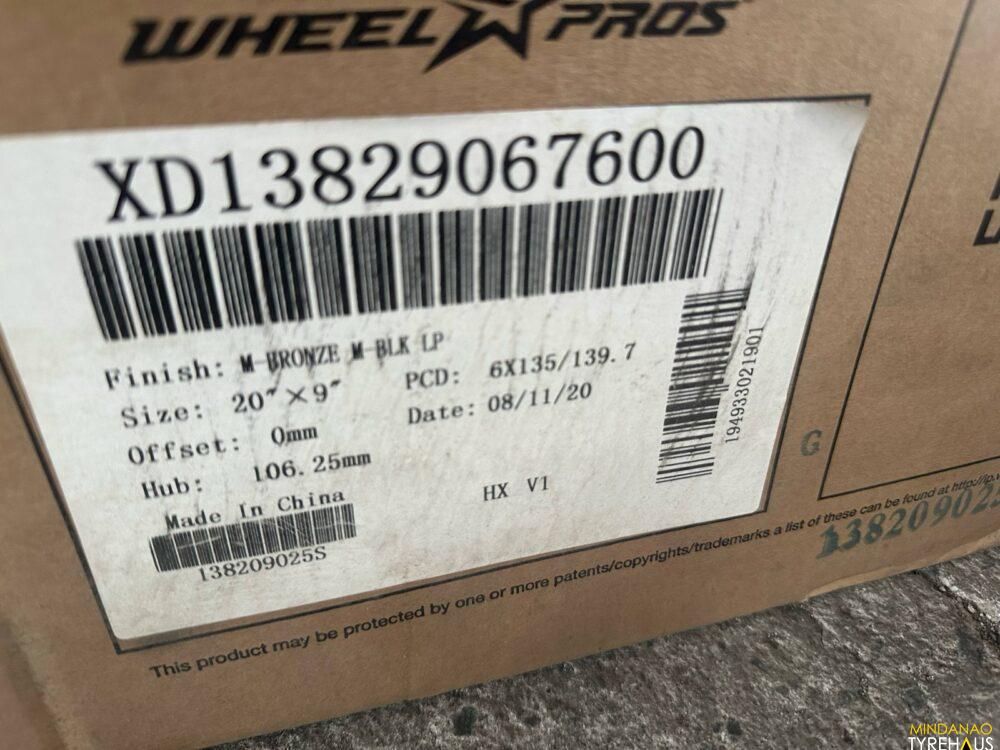 WHEEL PROS
XD13829067600
Finish: M-BRONZE M-BLK LP
Size: 20"×9"
PCD: 6X135/139.7
Offset: 0mm
Date: 08/11/20
Hub: 106.25mm
HX V1
Made In China
138209025S
194933021901
G
This product may be protected by one or more patents/copyrights/trademarks a list of these can be found at http://ip.
13820902
MINDANAO
TYREHAUS